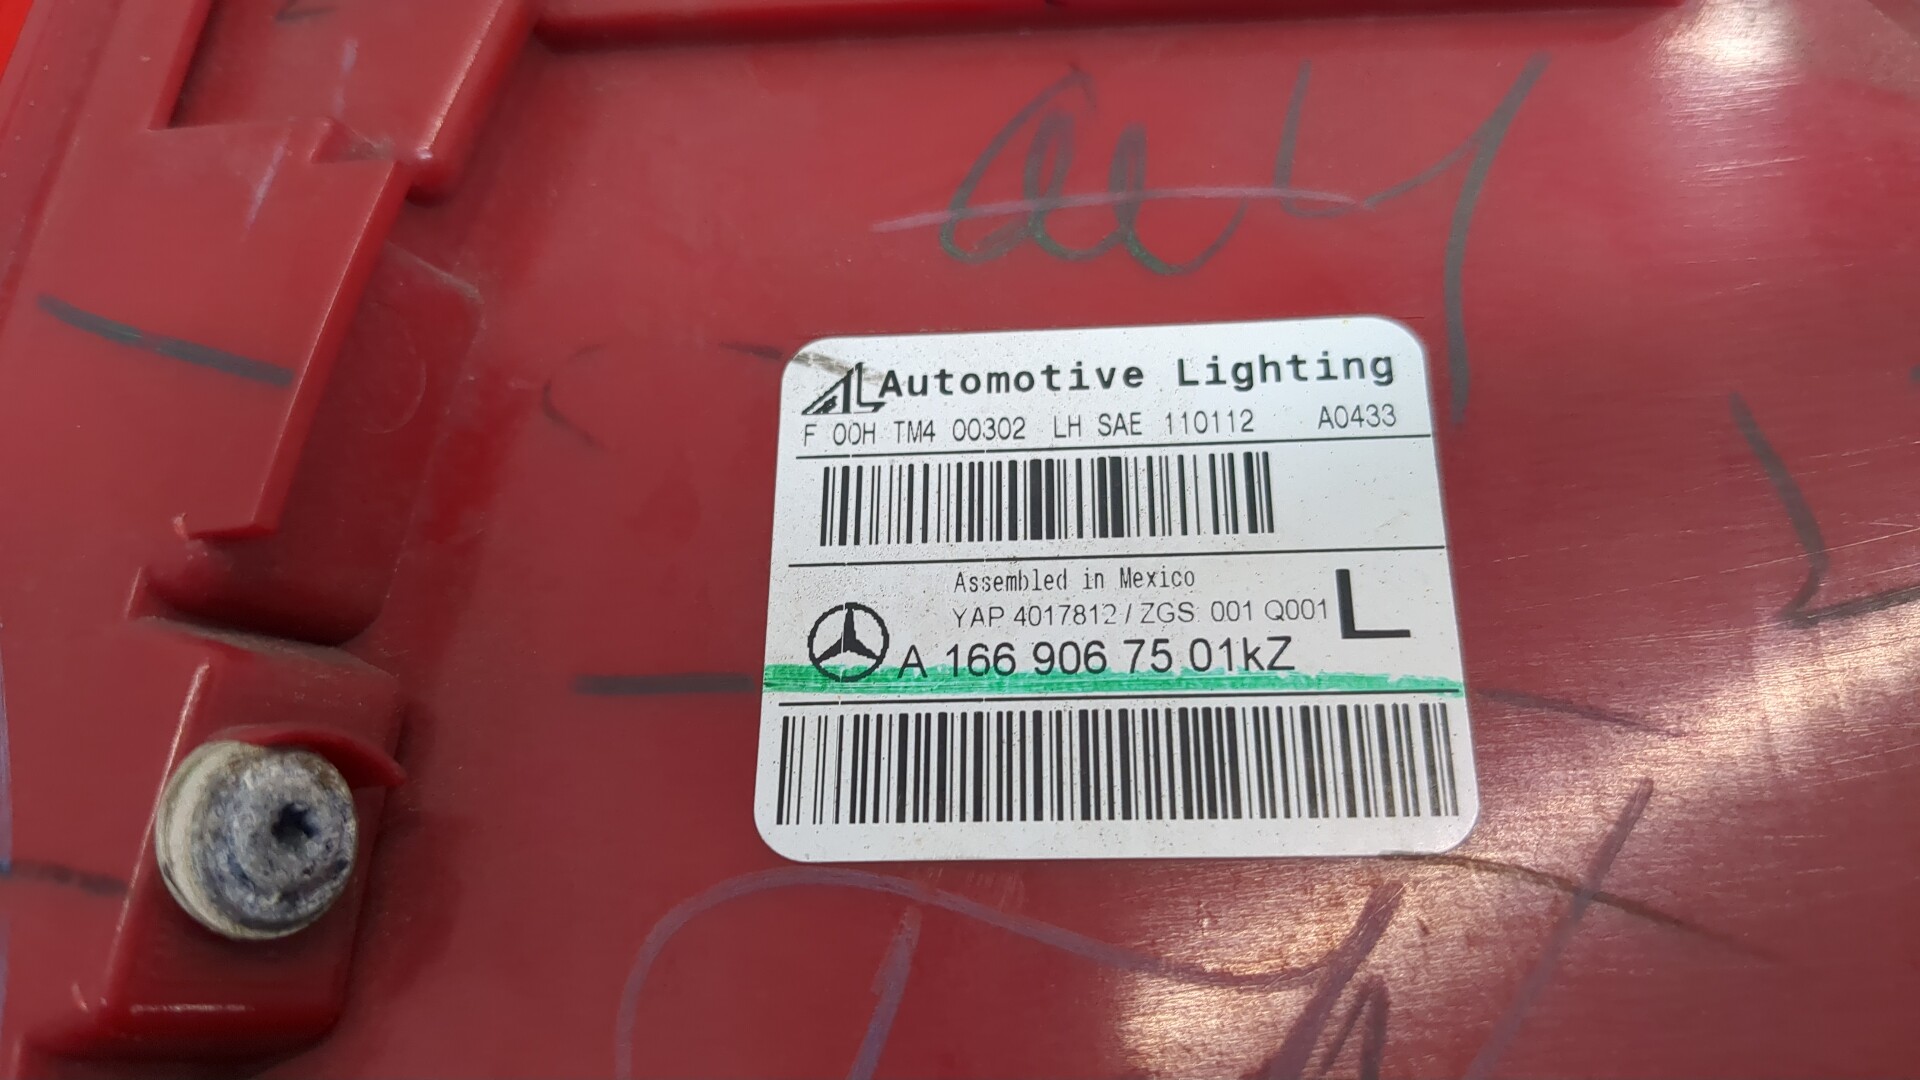 AL Automotive Lighting
F 00H TM4 00302 LH SAE 110112 A0433
Assembled in Mexico
YAP 4017812 / ZGS 001 Q001 L
A 166 906 75 01kZ